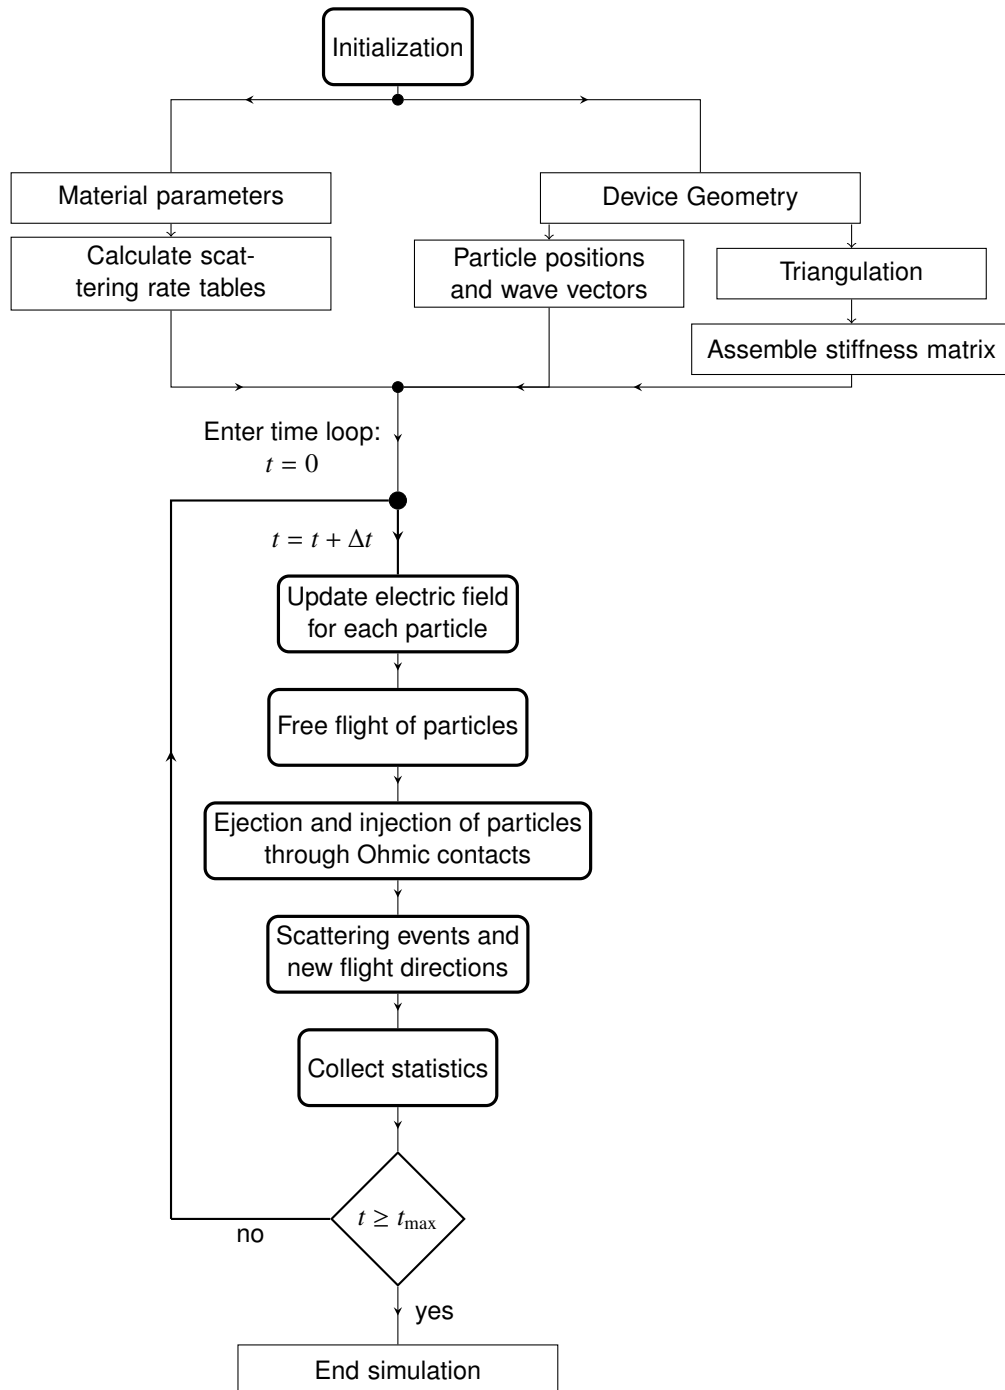 Initialization
Material parameters
Device Geometry
Calculate scat-
tering rate tables
Particle positions
and wave vectors
Triangulation
Assemble stiffness matrix
Enter time loop:
t = 0
t = t + Δt
Update electric field
for each particle
Free flight of particles
Ejection and injection of particles
through Ohmic contacts
Scattering events and
new flight directions
Collect statistics
t ≥ t_max
no
yes
End simulation